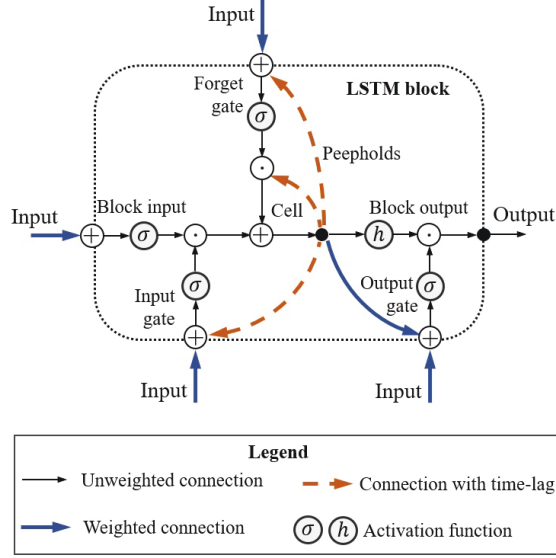 Input
LSTM block
Forget
gate
σ
Peepholds
Input
Block input
Cell
Block output
Output
σ
h
Input
gate
σ
Output
gate
σ
Input
Input
Legend
Unweighted connection
Connection with time-lag
Weighted connection
σ h Activation function